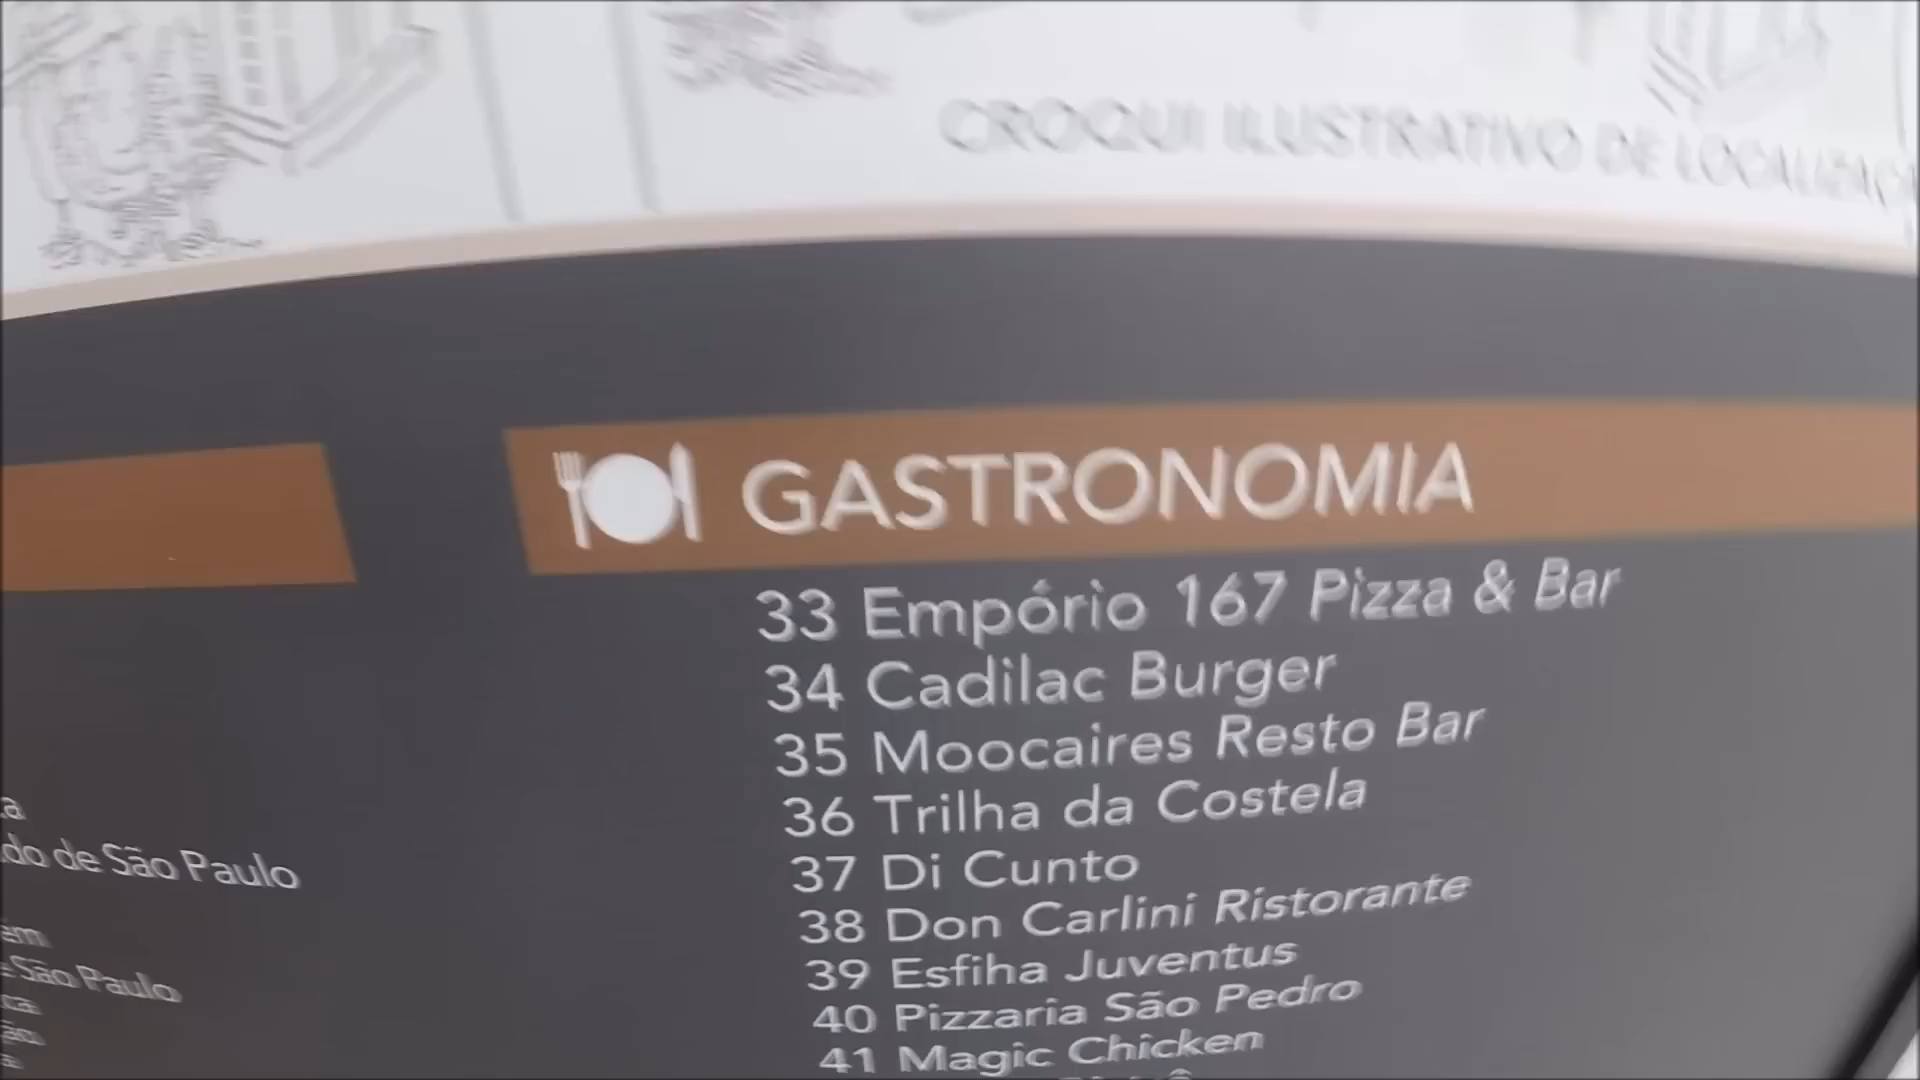 CROQUI ILUSTRATIVO DE
GASTRONOMIA
33 Empório 167 Pizza & Bar
34 Cadilac Burger
35 Moocaires Resto Bar
36 Trilha da Costela
37 Di Cunto
38 Don Carlini Ristorante
39 Esfiha Juventus
40 Pizzaria São Pedro
41 Magic Chicken
de São Paulo
São Paulo